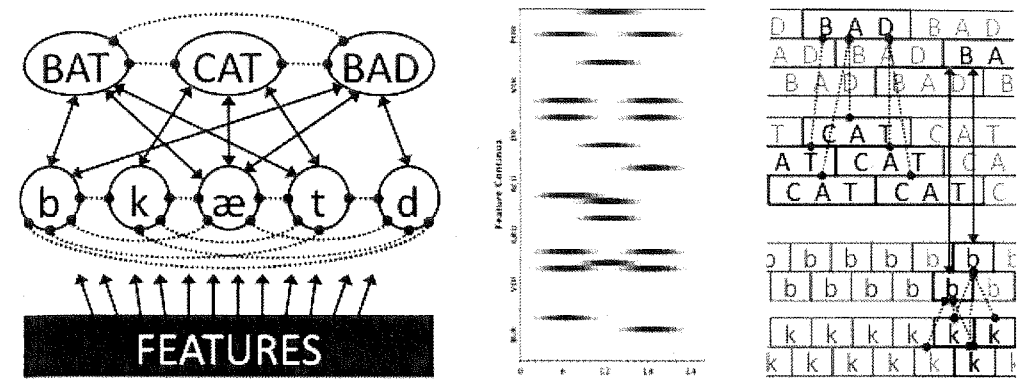 BAT CAT BAD
b k æ t d
FEATURES
Feature Continua
D B A D B A D
A D B A D B A
B A D B A D B
T C A T C A T
A T C A T C A
C A T C A T C
b b b b b b b
b b b b b
k k k k k k
k k k k k k k